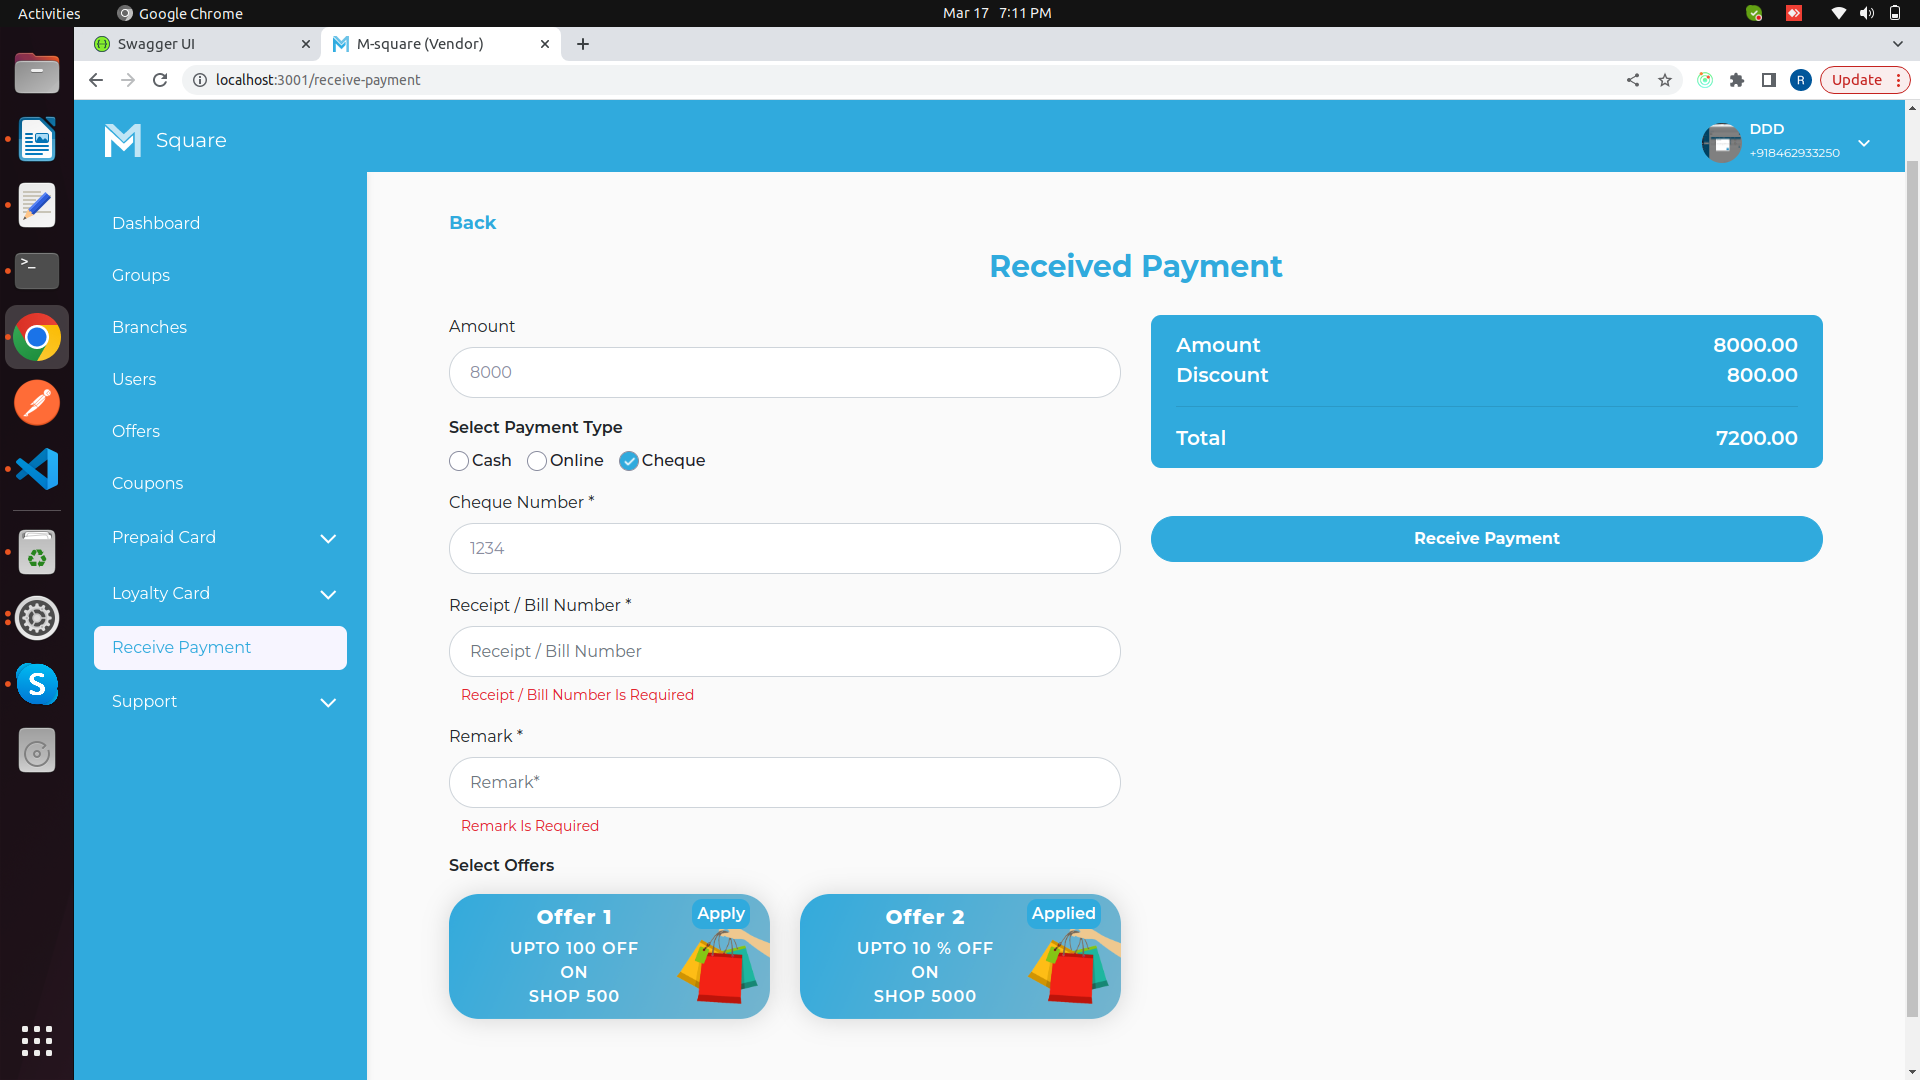 Activities
Google Chrome
Mar 17 7:11 PM
Swagger UI
M-square (Vendor)
localhost:3001/receive-payment
R
Update
M Square
DDD
+918462933250
Dashboard
Groups
Branches
Users
Offers
Coupons
Prepaid Card
Loyalty Card
Receive Payment
Support
Back
Received Payment
Amount
8000
Select Payment Type
Cash Online Cheque
Cheque Number *
1234
Receipt / Bill Number *
Receipt / Bill Number
Receipt / Bill Number Is Required
Remark *
Remark*
Remark Is Required
Select Offers
Offer 1
Apply
UPTO 100 OFF
ON
SHOP 500
Offer 2
Applied
UPTO 10 % OFF
ON
SHOP 5000
Amount 8000.00
Discount 800.00
Total 7200.00
Receive Payment